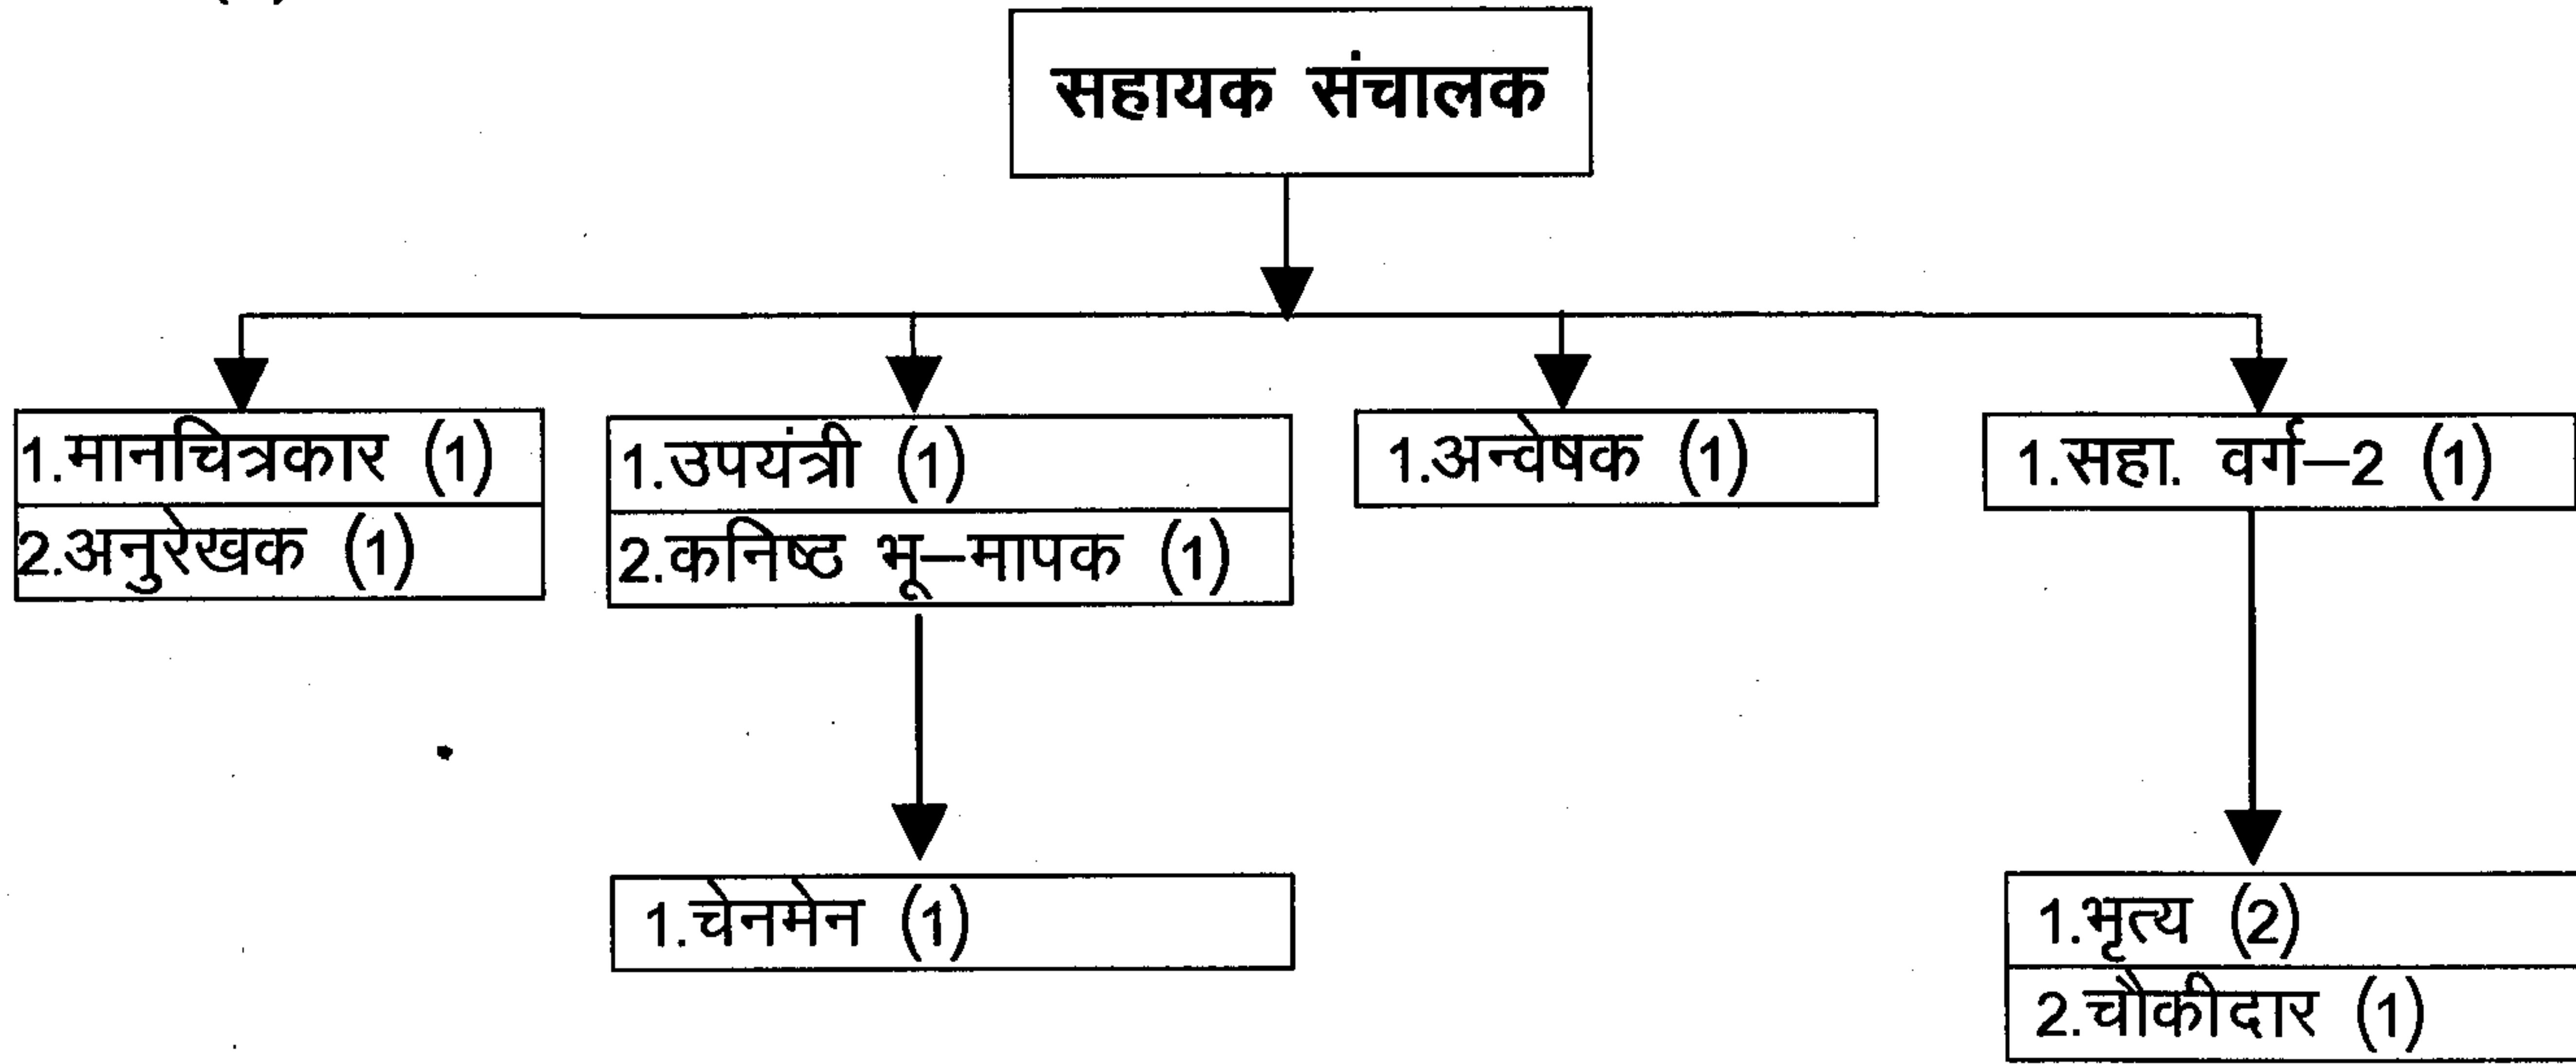 सहायक संचालक
1.मानचित्रकार (1)
2.अनुरेखक (1)
1.उपयंत्री (1)
2.कनिष्ठ भू–मापक (1)
1.अन्वेषक (1)
1.सहा. वर्ग–2 (1)
1.चेनमेन (1)
1.भृत्य (2)
2.चौकीदार (1)